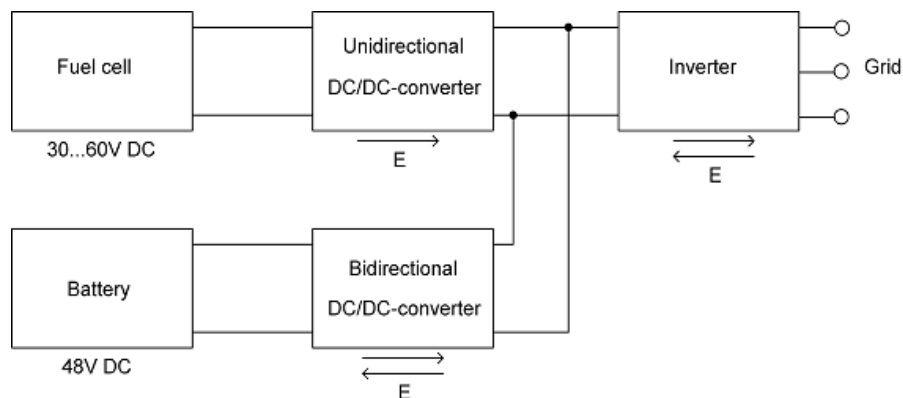 Fuel cell
30...60V DC
Unidirectional
DC/DC-converter
E
Inverter
E
Grid
Battery
48V DC
Bidirectional
DC/DC-converter
E